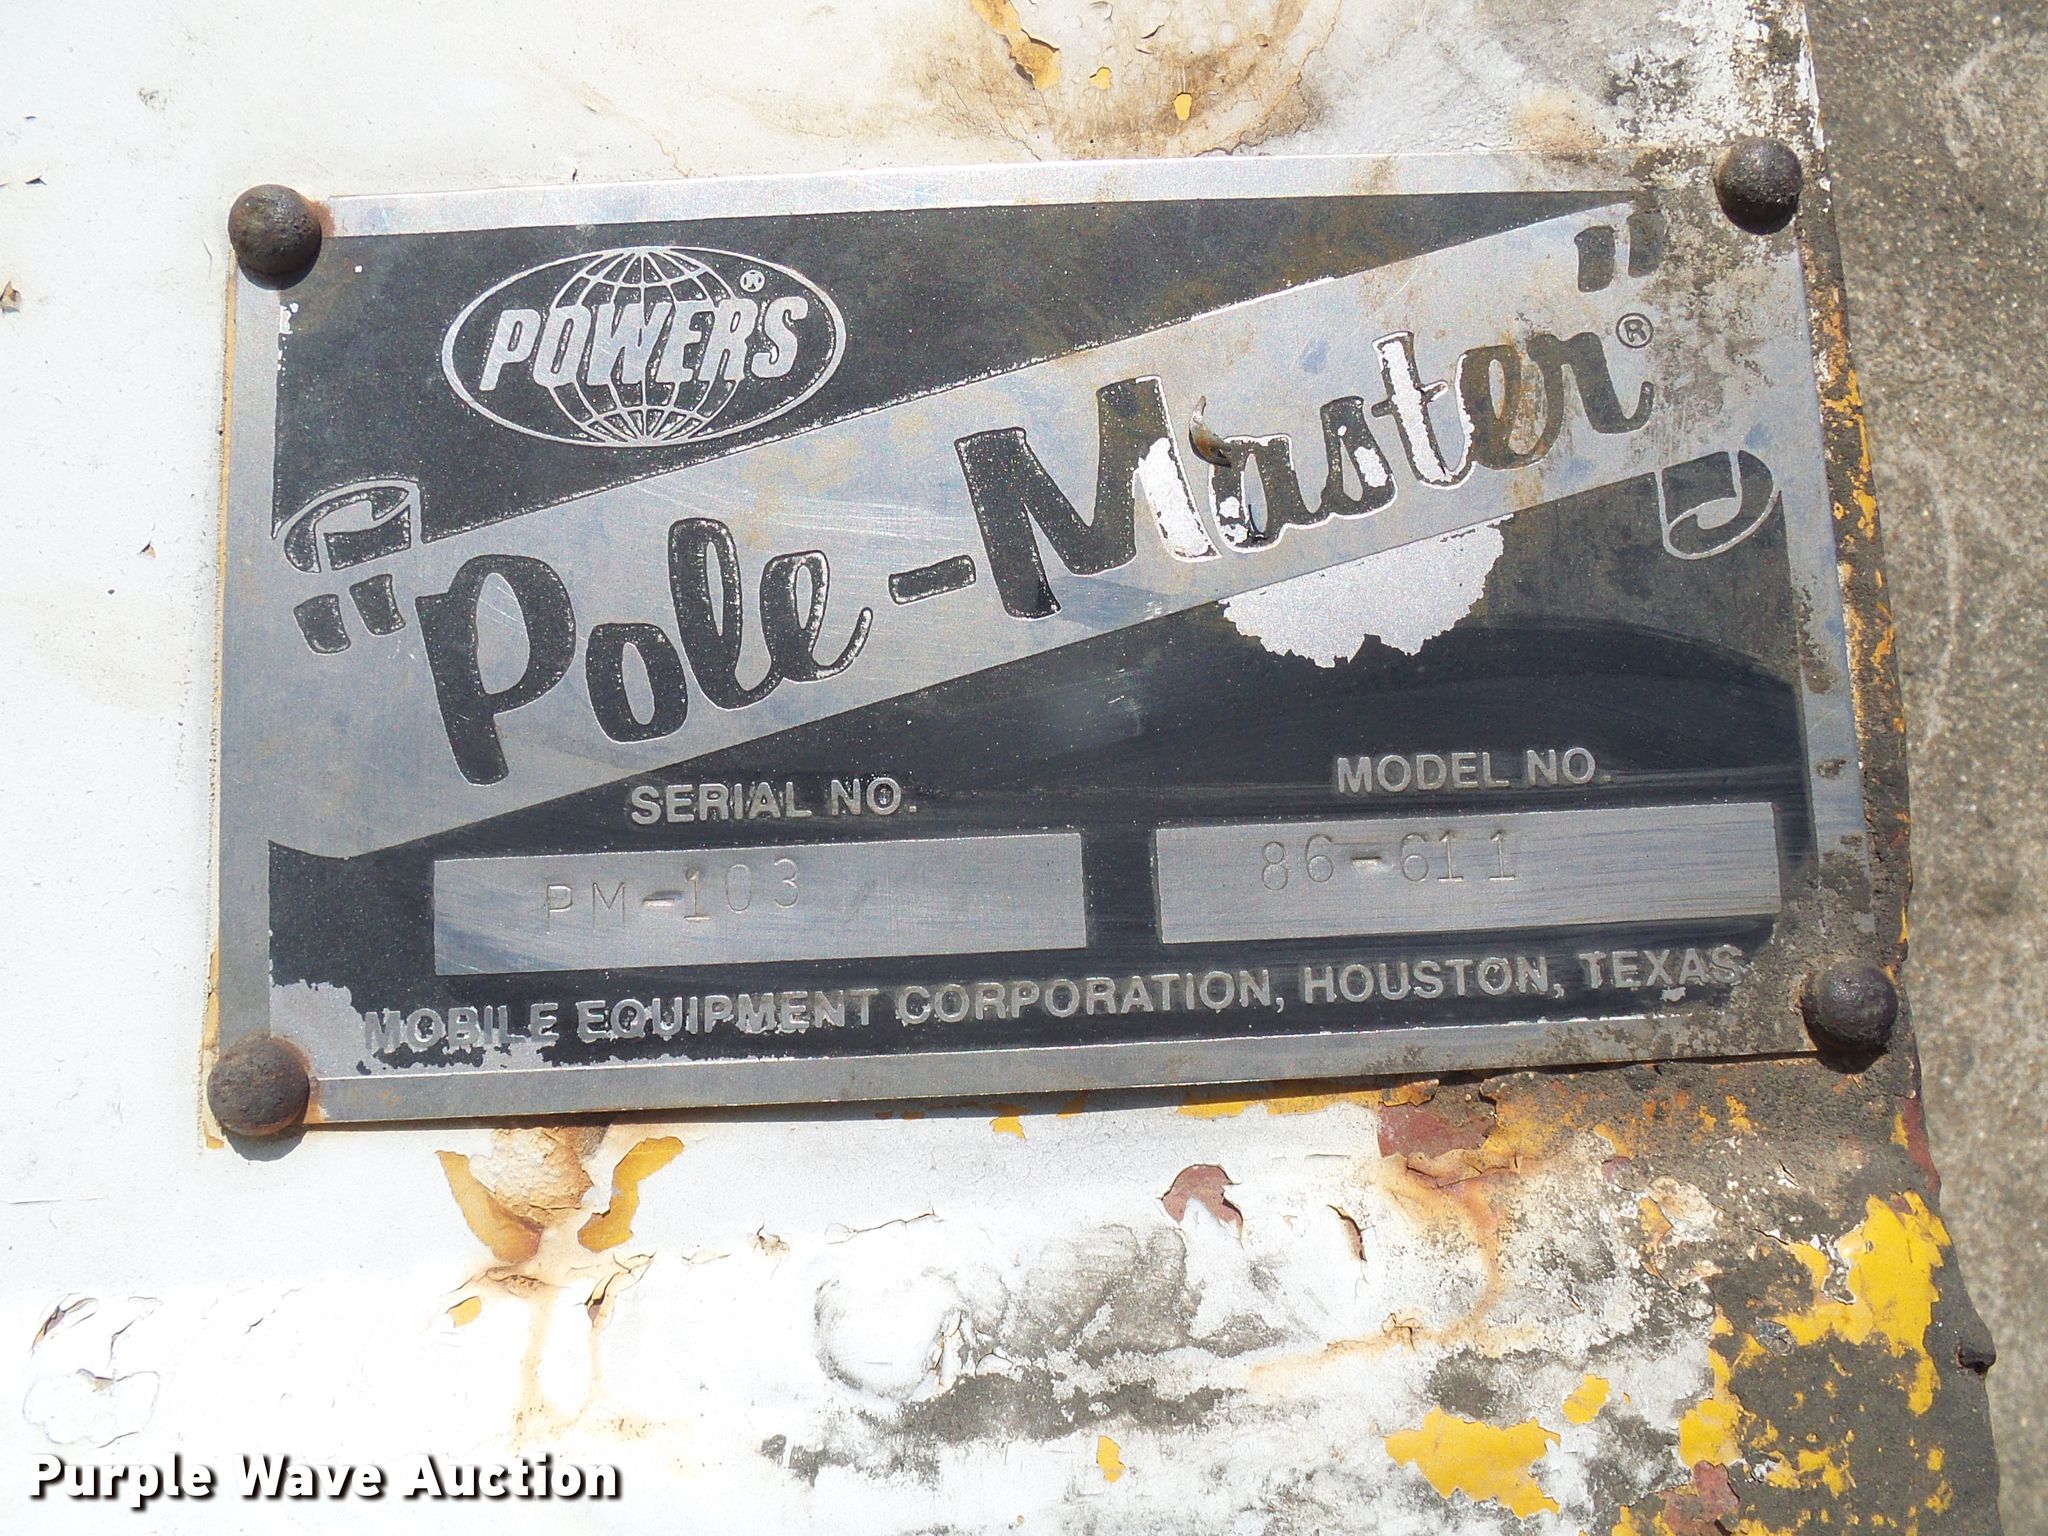 POWERS®
"Pole-Master"®
SERIAL NO.
MODEL NO.
PM-103
86-611
MOBILE EQUIPMENT CORPORATION, HOUSTON, TEXAS
Purple Wave Auction